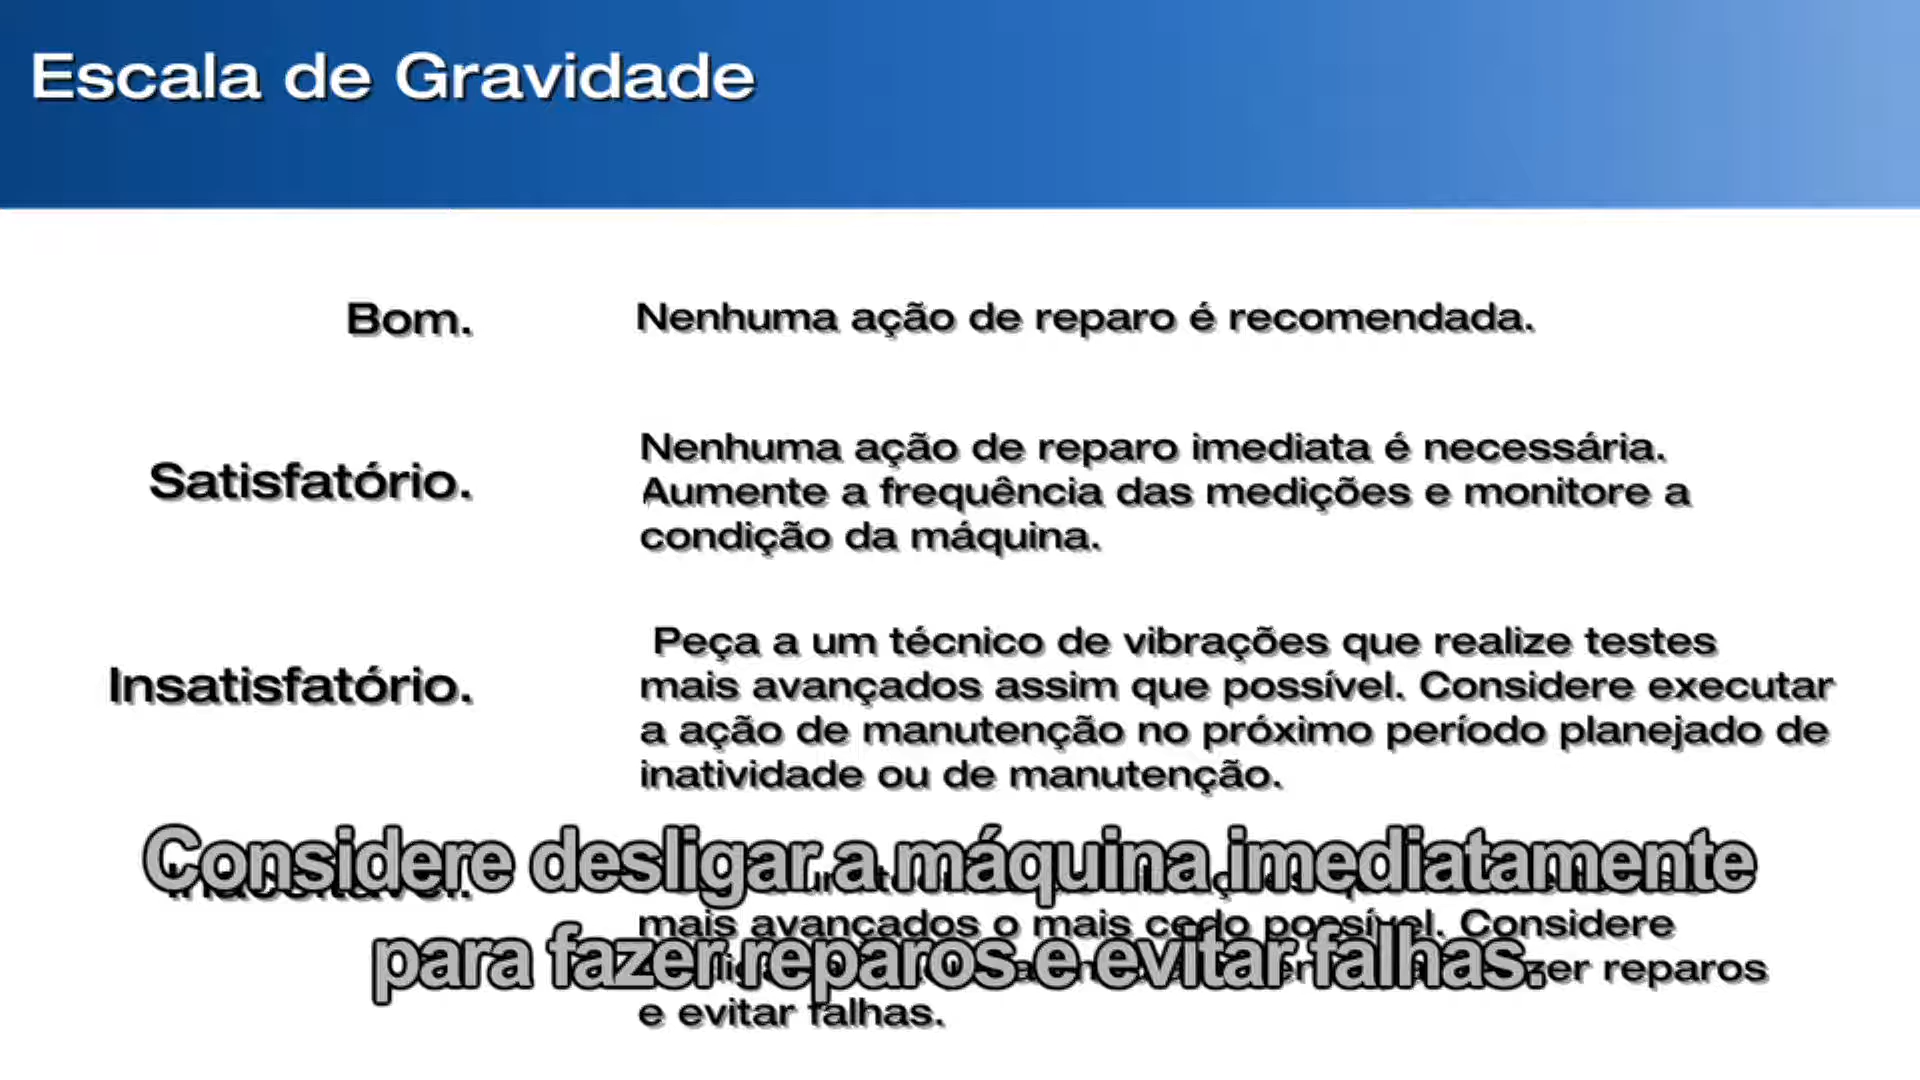 Escala de Gravidade
Bom.
Nenhuma ação de reparo é recomendada.
Satisfatório.
Nenhuma ação de reparo imediata é necessária.
Aumente a frequência das medições e monitore a
condição da máquina.
Insatisfatório.
Peça a um técnico de vibrações que realize testes
mais avançados assim que possível. Considere executar
a ação de manutenção no próximo período planejado de
inatividade ou de manutenção.
Considere desligar a máquina imediatamente
para fazer reparos e evitar falhas.
mais avançados o mais cedo possível. Considere
reparos
e evitar falhas.